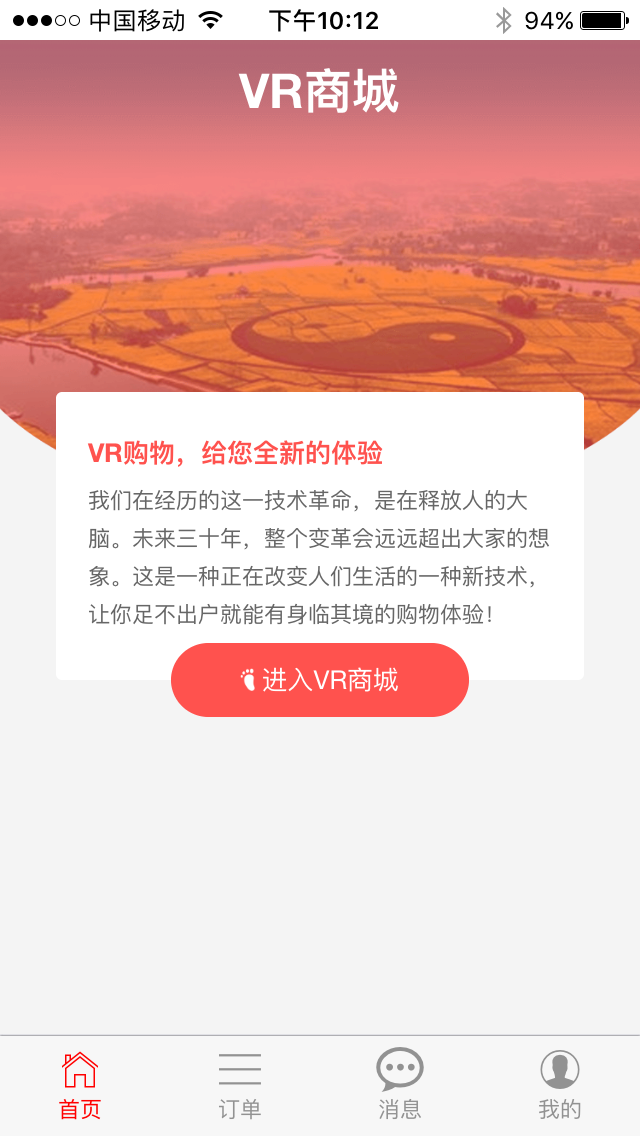 中国移动 下午10:12 94%
VR商城
VR购物，给您全新的体验
我们在经历的这一技术革命，是在释放人的大
脑。未来三十年，整个变革会远远超出大家的想
象。这是一种正在改变人们生活的一种新技术，
让你足不出户就能有身临其境的购物体验！
进入VR商城
首页 订单 消息 我的